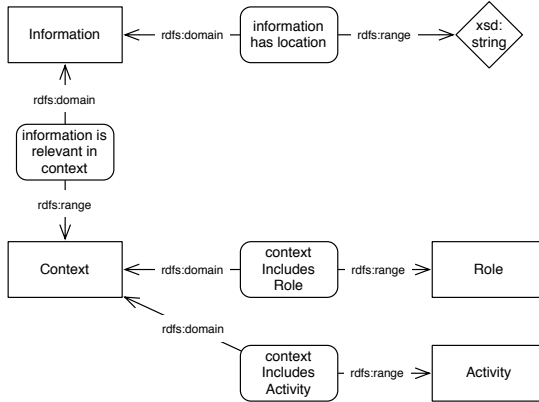 Information
rdfs:domain
information
has location
rdfs:range
xsd:
string
rdfs:domain
information is
relevant in
context
rdfs:range
Context
rdfs:domain
context
Includes
Role
rdfs:range
Role
rdfs:domain
context
Includes
Activity
rdfs:range
Activity